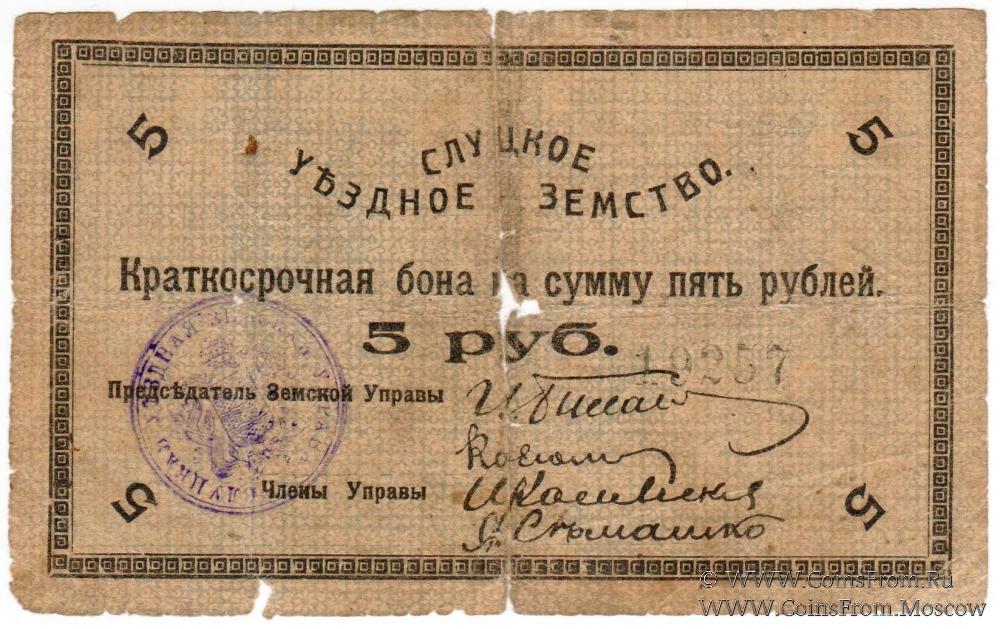 5 5
СЛУЦКОЕ
УѢЗДНОЕ ЗЕМСТВО.
Краткосрочная бона на сумму пять рублей.
5 руб.
19257
Предсѣдатель Земской Управы
Члены Управы
5 5
© WWW.CoinsFrom.Ru
WWW.CoinsFrom.Moscow